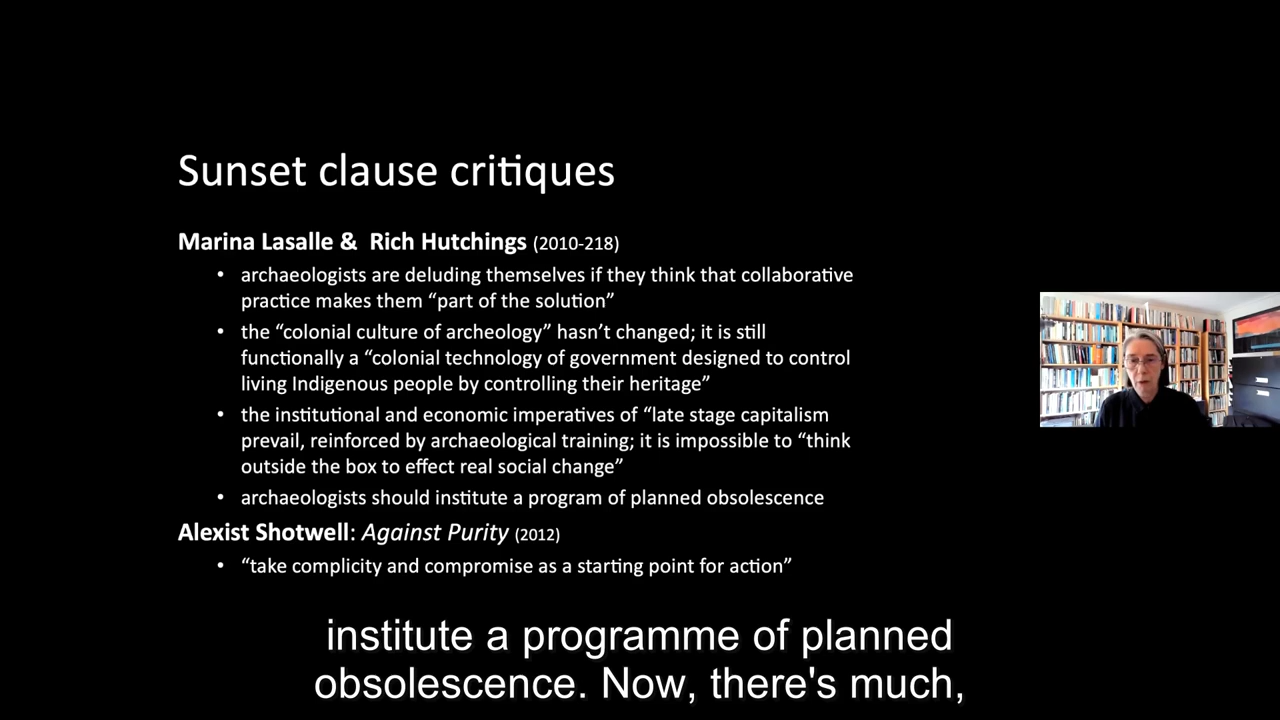 Sunset clause critiques
Marina Lasalle & Rich Hutchings (2010-218)
• archaeologists are deluding themselves if they think that collaborative
practice makes them “part of the solution”
• the “colonial culture of archeology” hasn’t changed; it is still
functionally a “colonial technology of government designed to control
living Indigenous people by controlling their heritage”
• the institutional and economic imperatives of “late stage capitalism
prevail, reinforced by archaeological training; it is impossible to “think
outside the box to effect real social change”
• archaeologists should institute a program of planned obsolescence
Alexist Shotwell: Against Purity (2012)
• “take complicity and compromise as a starting point for action”
institute a programme of planned
obsolescence. Now, there's much,